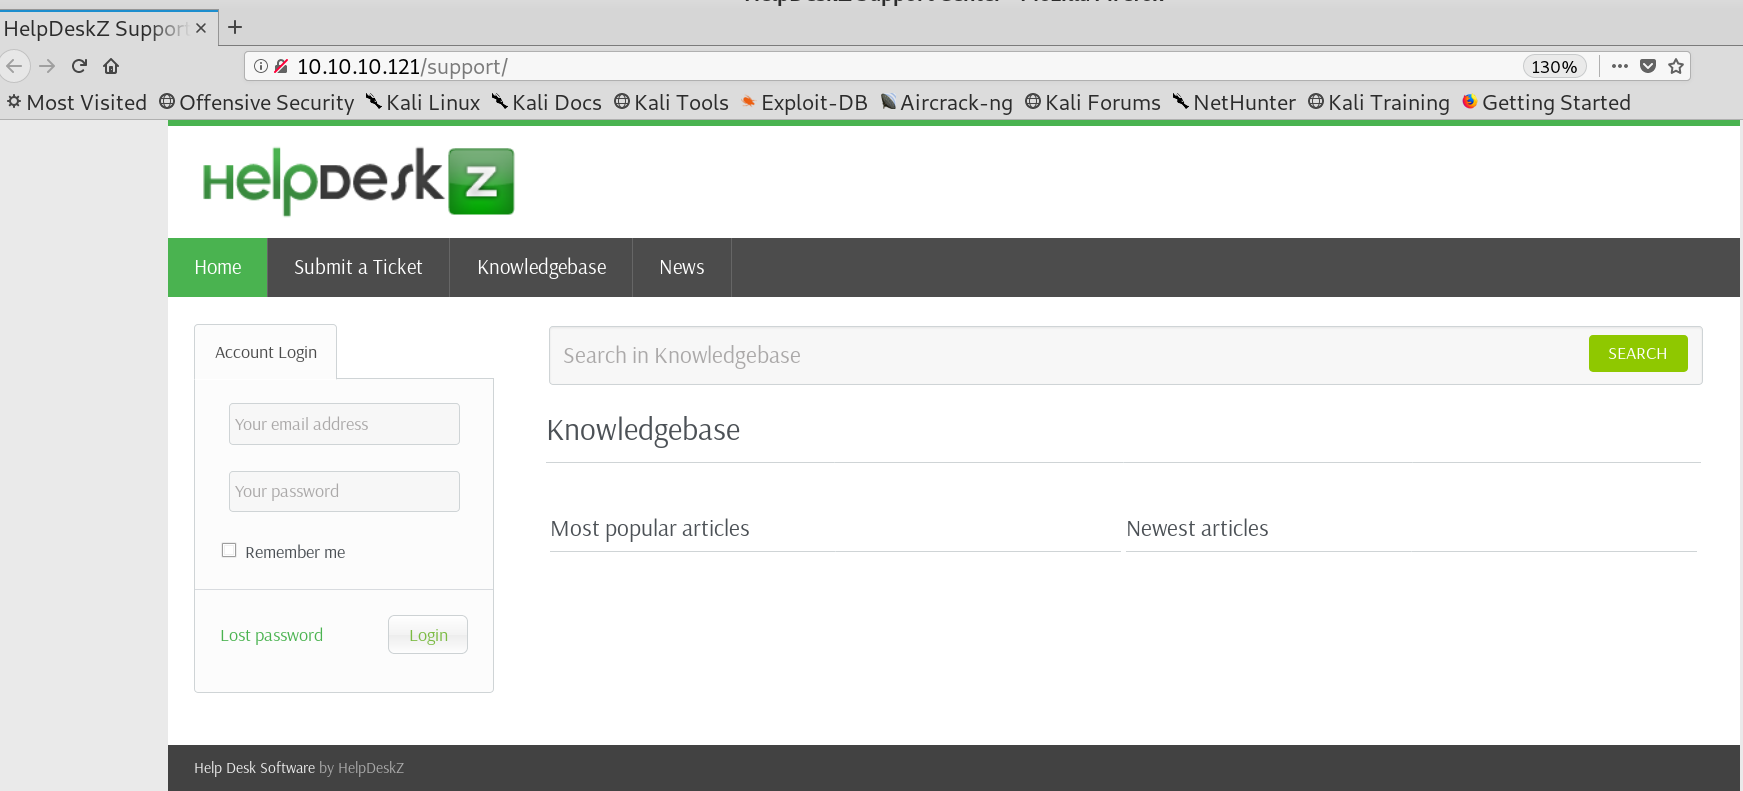 HelpDeskZ Support
10.10.10.121/support/ 130%
Most Visited Offensive Security Kali Linux Kali Docs Kali Tools Exploit-DB Aircrack-ng Kali Forums NetHunter Kali Training Getting Started
HelpDeskZ
Home Submit a Ticket Knowledgebase News
Account Login
Search in Knowledgebase SEARCH
Your email address
Knowledgebase
Your password
Most popular articles Newest articles
Remember me
Lost password Login
Help Desk Software by HelpDeskZ